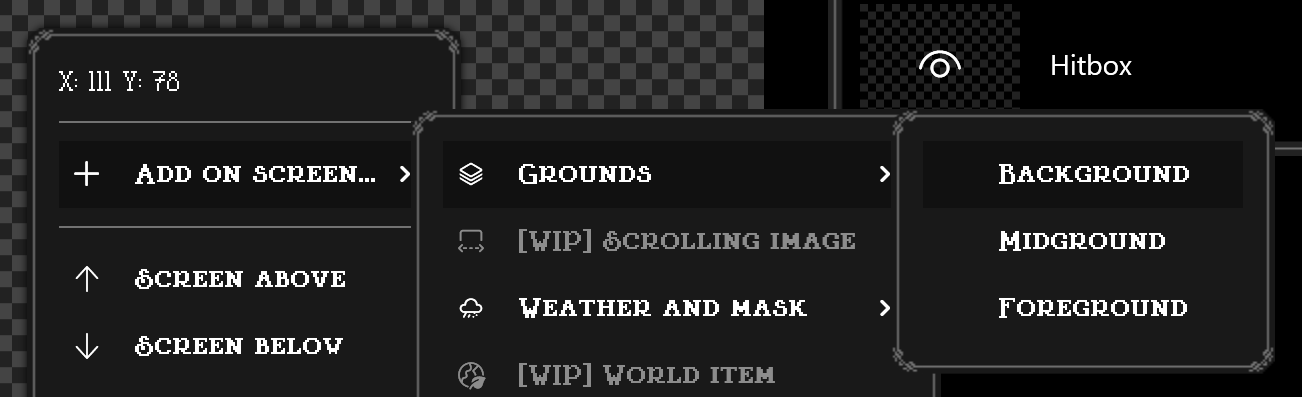 X: 111 Y: 78
Add on screen...
Screen above
Screen below
Grounds
[WIP] Scrolling image
Weather and mask
[WIP] World item
Background
Midground
Foreground
Hitbox